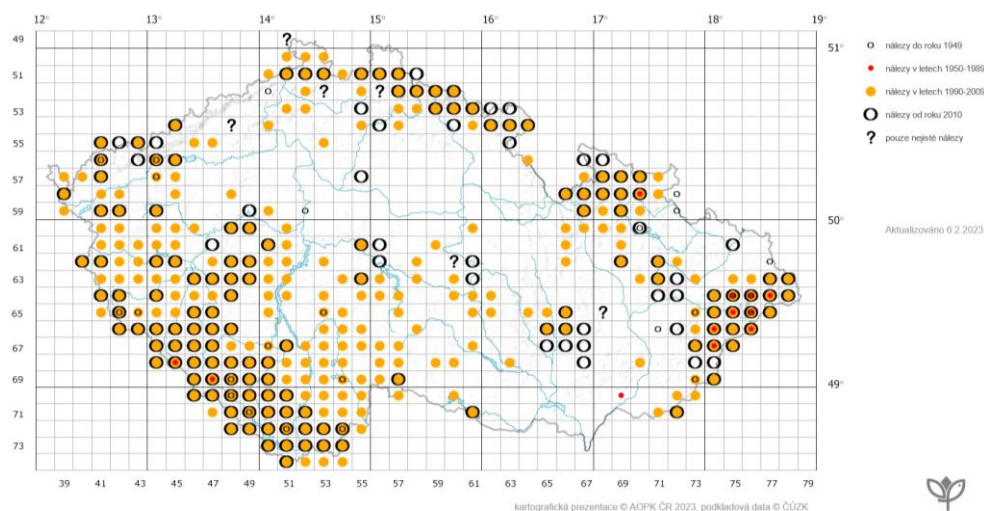 12° 13 14 15 16 17 18 19°
49
51°
nálezy do roku 1949
51
nálezy v letech 1950-1989
?
?
nálezy v letech 1990-2009
53
nálezy od roku 2010
?
? pouze nejisté nálezy
55
57
59
50°
Aktualizováno 6.2.2023
61
?
63
65
?
67
69
49°
71
73
39 41 43 45 47 51 53 55 57 59 61 63 65 67 69 71 73 75 77 79
kartografická prezentace © AOPK ČR 2023, podkladová data © ČÚZK